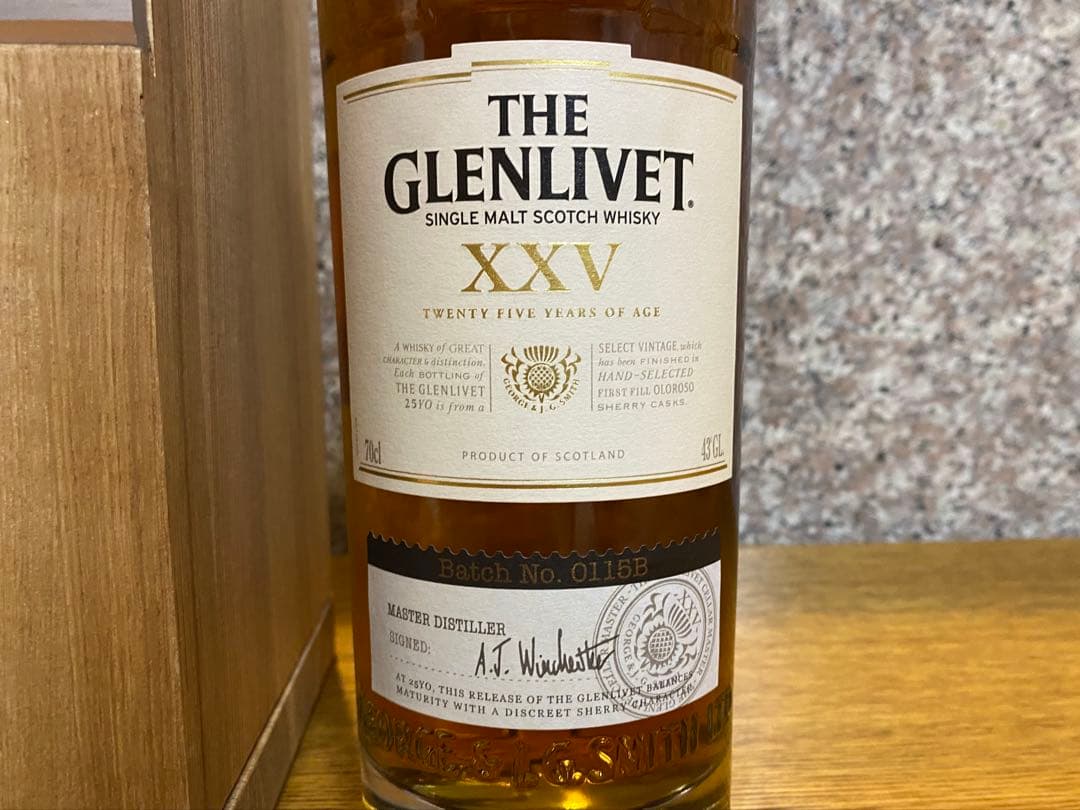 THE
GLENLIVET®
SINGLE MALT SCOTCH WHISKY
XXV
TWENTY FIVE YEARS OF AGE
A WHISKY of GREAT
CHARACTER & distinction.
Each BOTTLING of
THE GLENLIVET
25YO is from a
GEORGE & J.G. SMITH
SELECT VINTAGE, which
has been FINISHED in
HAND-SELECTED
FIRST FILL OLOROSO
SHERRY CASKS.
70cl
PRODUCT OF SCOTLAND
43°GL.
Batch No. 0115B
MASTER DISTILLER
SIGNED:
A.J. Winchester
XXV
AT 25YO, THIS RELEASE OF THE GLENLIVET BALANCES
MATURITY WITH A DISCREET SHERRY CHARACTER
GEORGE & J.G. SMITH